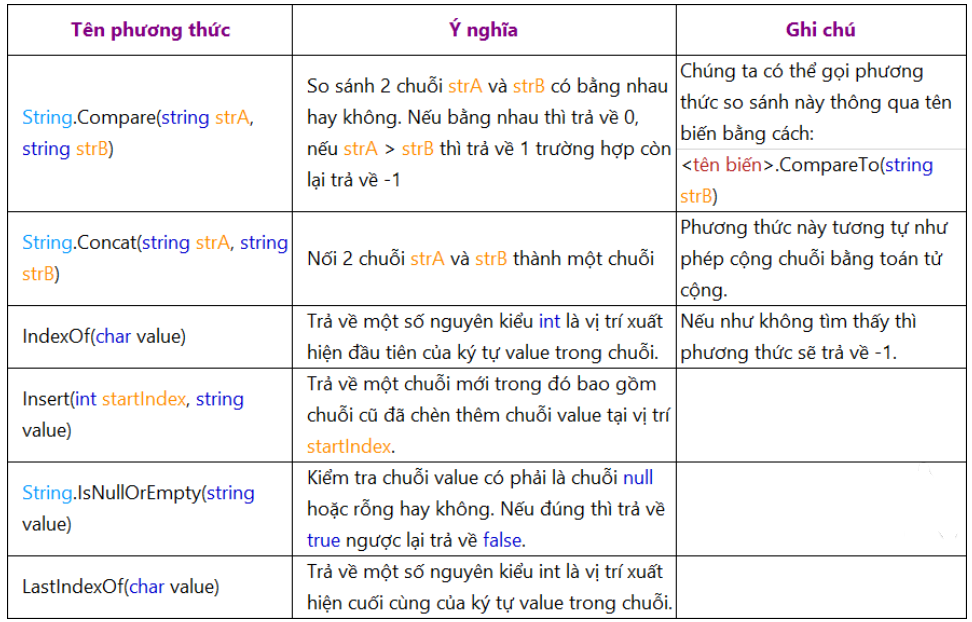 Tên phương thức
Ý nghĩa
Ghi chú
String.Compare(string strA,
string strB)
So sánh 2 chuỗi strA và strB có bằng nhau
hay không. Nếu bằng nhau thì trả về 0,
nếu strA > strB thì trả về 1 trường hợp còn
lại trả về -1
Chúng ta có thể gọi phương
thức so sánh này thông qua tên
biến bằng cách:
<tên biến>.CompareTo(string
strB)
String.Concat(string strA, string
strB)
Nối 2 chuỗi strA và strB thành một chuỗi
Phương thức này tương tự như
phép cộng chuỗi bằng toán tử
cộng.
IndexOf(char value)
Trả về một số nguyên kiểu int là vị trí xuất
hiện đầu tiên của ký tự value trong chuỗi.
Nếu như không tìm thấy thì
phương thức sẽ trả về -1.
Insert(int startIndex, string
value)
Trả về một chuỗi mới trong đó bao gồm
chuỗi cũ đã chèn thêm chuỗi value tại vị trí
startIndex.
String.IsNullOrEmpty(string
value)
Kiểm tra chuỗi value có phải là chuỗi null
hoặc rỗng hay không. Nếu đúng thì trả về
true ngược lại trả về false.
LastIndexOf(char value)
Trả về một số nguyên kiểu int là vị trí xuất
hiện cuối cùng của ký tự value trong chuỗi.